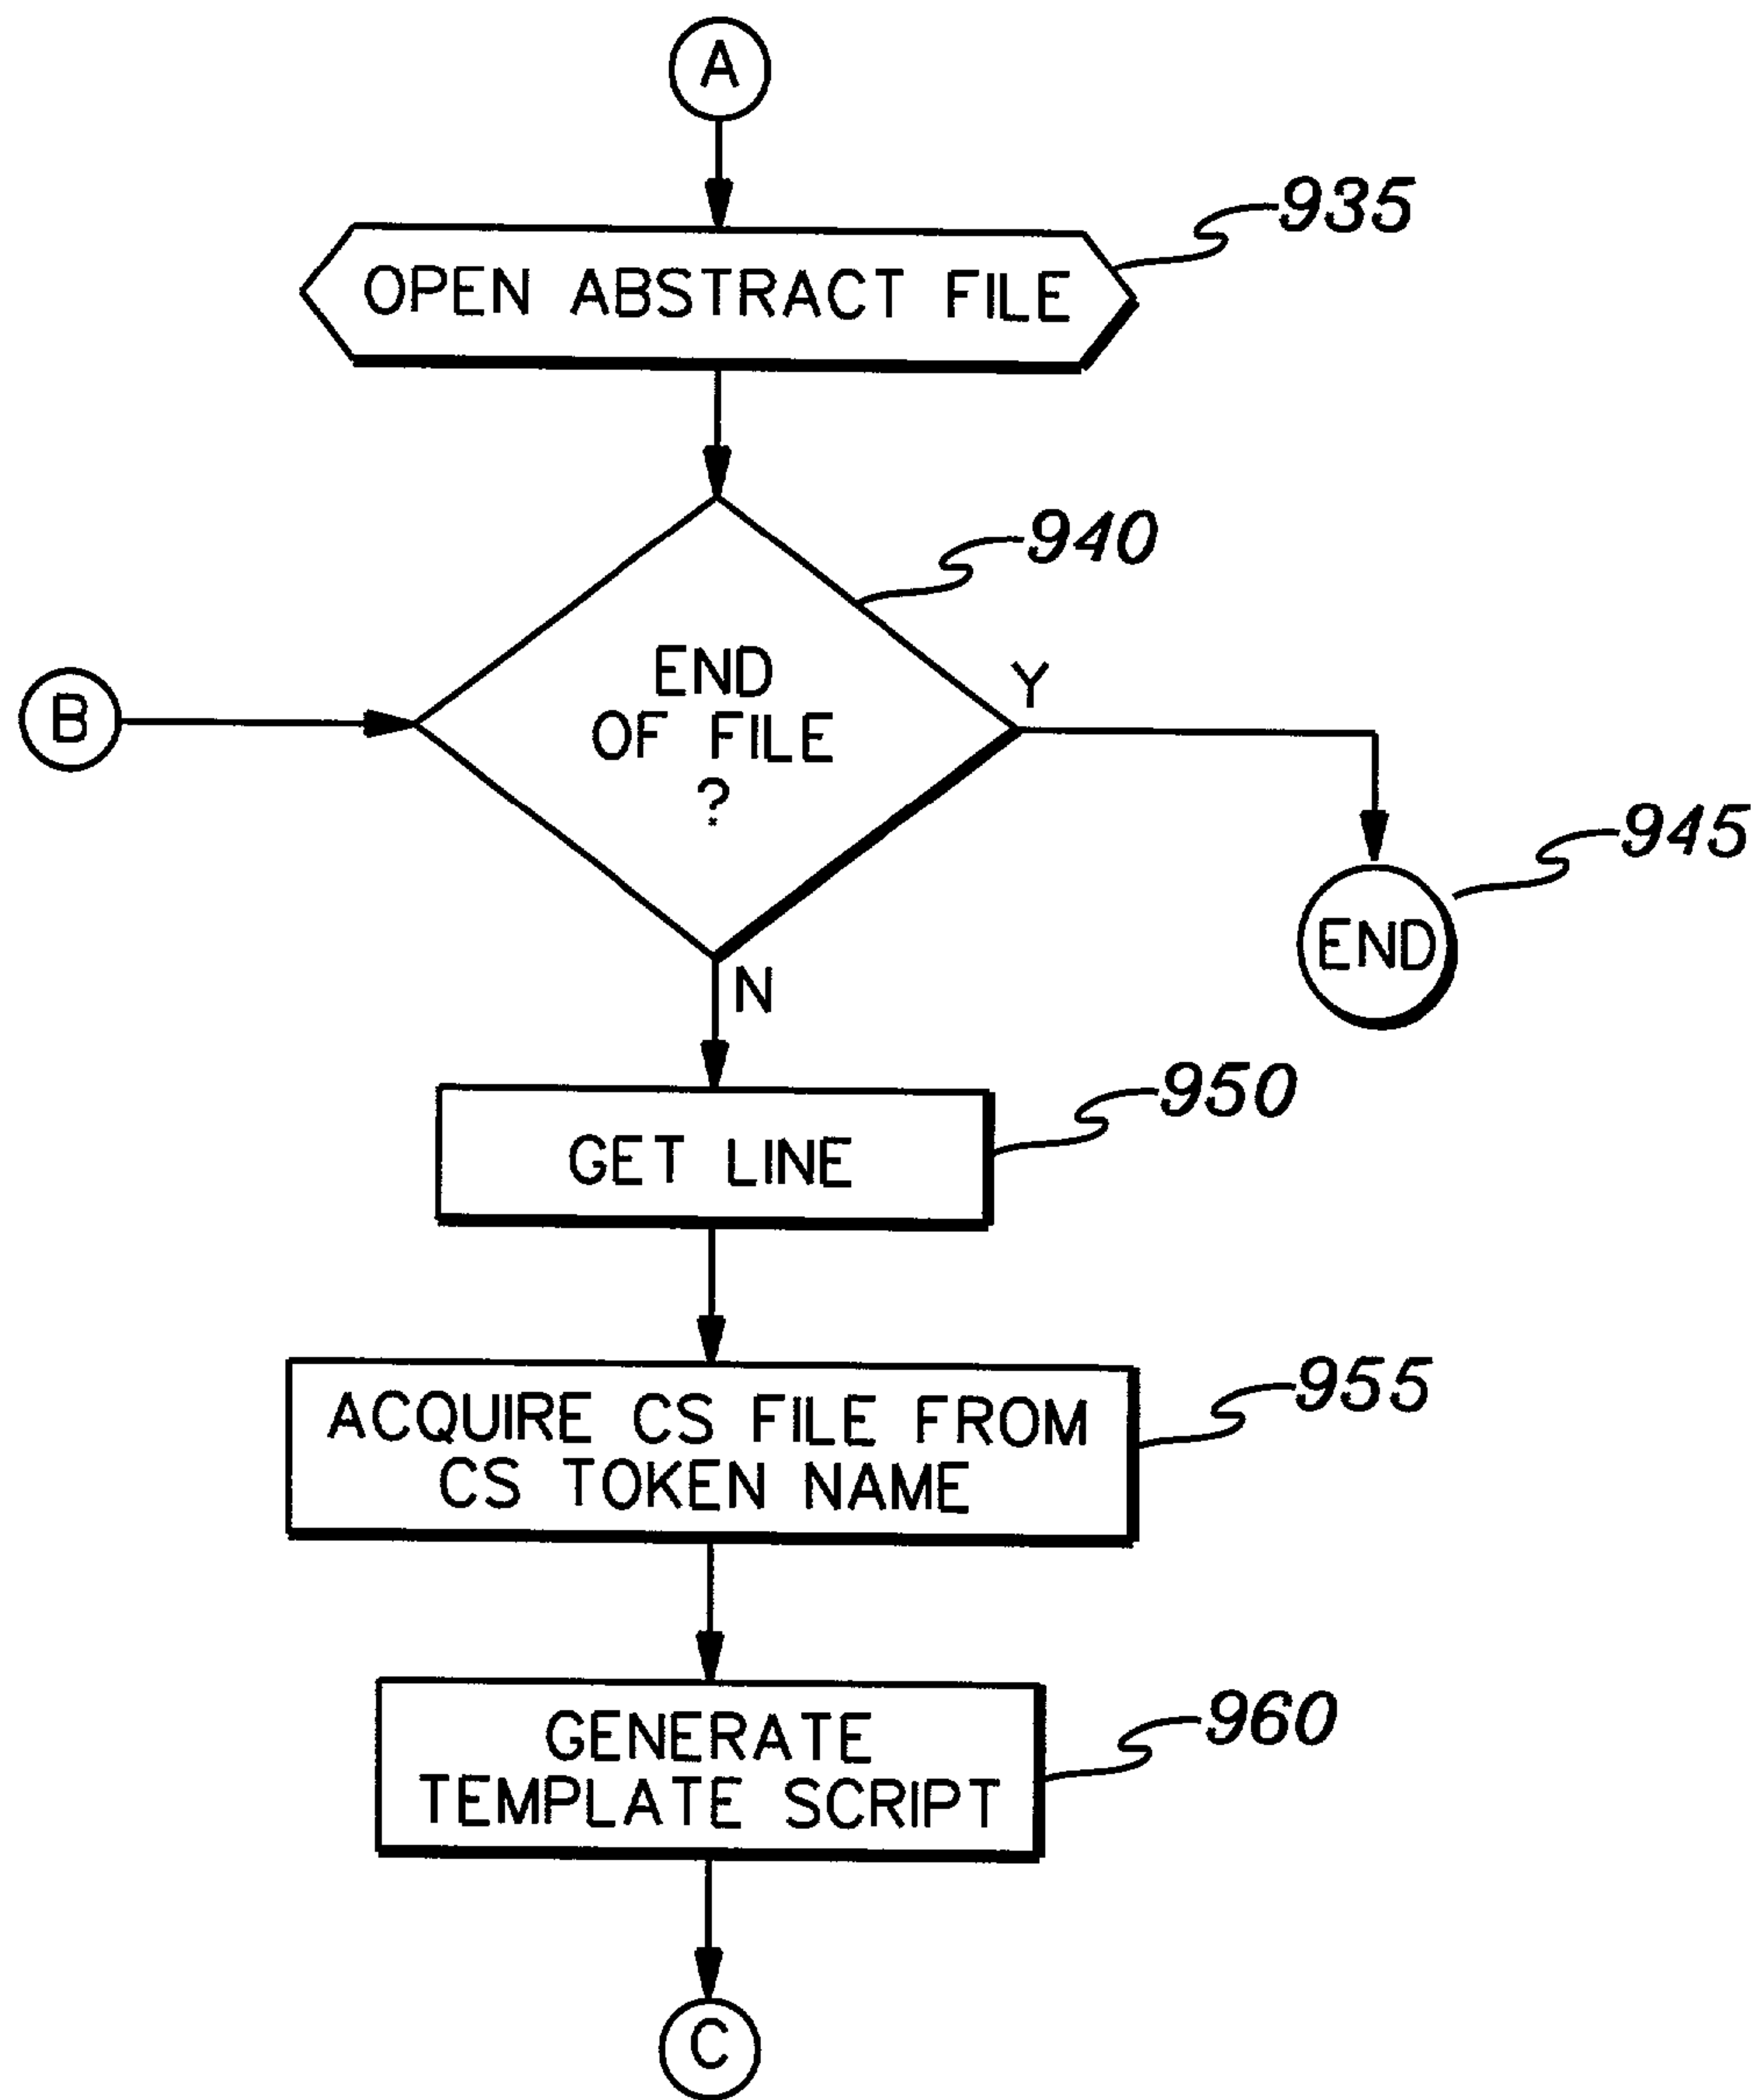 A
OPEN ABSTRACT FILE
935
940
END
OF FILE
?
Y
B
945
END
N
950
GET LINE
955
ACQUIRE CS FILE FROM
CS TOKEN NAME
960
GENERATE
TEMPLATE SCRIPT
C